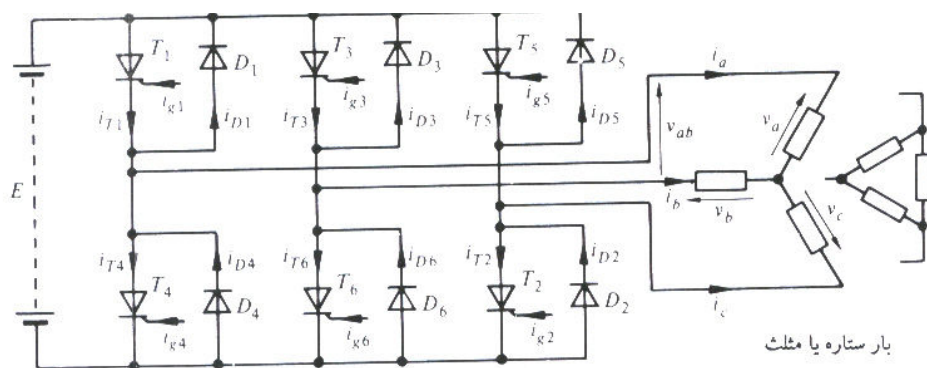 T1 D1 T3 D3 T5 D5 ia
ig1 ig3 ig5
iT1 iD1 iT3 iD3 iT5 iD5 vab va
E
ib vb vc
iT4 iD4 iT6 iD6 iT2 iD2
T4 D4 T6 D6 T2 D2 ic
ig4 ig6 ig2
بار ستاره یا مثلث